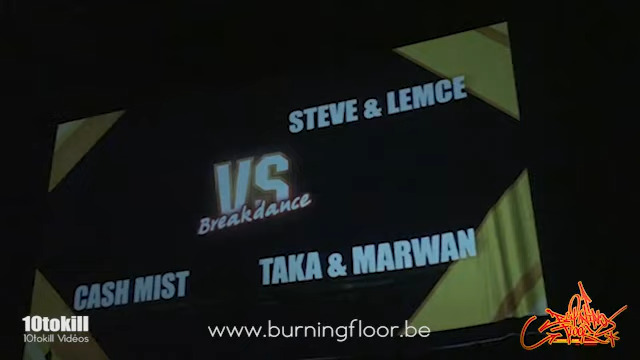 STEVE & LEMCE
VS
Breakdance
TAKA & MARWAN
CASH MIST
10tokill
10tokill Vidéos
www.burningfloor.be